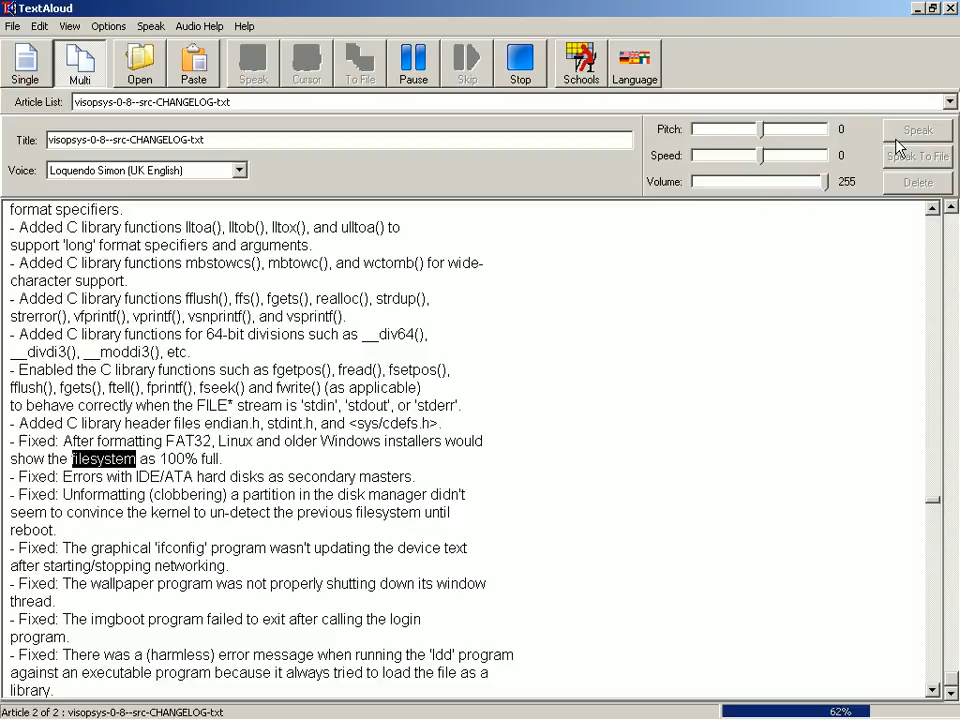 TextAloud
File Edit View Options Speak Audio Help Help
Single Multi Open Paste Speak Cursor To File Pause Skip Stop Schools Language
Article List: visopsys-0-8--src-CHANGELOG-txt
Title: visopsys-0-8--src-CHANGELOG-txt
Voice: Loquendo Simon (UK English)
Pitch: 0 Speak
Speed: 0 Speak To File
Volume: 255 Delete
format specifiers.
- Added C library functions lltoa(), lltob(), lltox(), and ulltoa() to
support 'long' format specifiers and arguments.
- Added C library functions mbstowcs(), mbtowc(), and wctomb() for wide-
character support.
- Added C library functions fflush(), ffs(), fgets(), realloc(), strdup(),
strerror(), vfprintf(), vprintf(), vsnprintf(), and vsprintf().
- Added C library functions for 64-bit divisions such as __div64(),
__divdi3(), __moddi3(), etc.
- Enabled the C library functions such as fgetpos(), fread(), fsetpos(),
fflush(), fgets(), ftell(), fprintf(), fseek() and fwrite() (as applicable)
to behave correctly when the FILE* stream is 'stdin', 'stdout', or 'stderr'.
- Added C library header files endian.h, stdint.h, and <sys/cdefs.h>.
- Fixed: After formatting FAT32, Linux and older Windows installers would
show the filesystem as 100% full.
- Fixed: Errors with IDE/ATA hard disks as secondary masters.
- Fixed: Unformatting (clobbering) a partition in the disk manager didn't
seem to convince the kernel to un-detect the previous filesystem until
reboot.
- Fixed: The graphical 'ifconfig' program wasn't updating the device text
after starting/stopping networking.
- Fixed: The wallpaper program was not properly shutting down its window
thread.
- Fixed: The imgboot program failed to exit after calling the login
program.
- Fixed: There was a (harmless) error message when running the 'ldd' program
against an executable program because it always tried to load the file as a
library.
Article 2 of 2 : visopsys-0-8--src-CHANGELOG-txt 62%